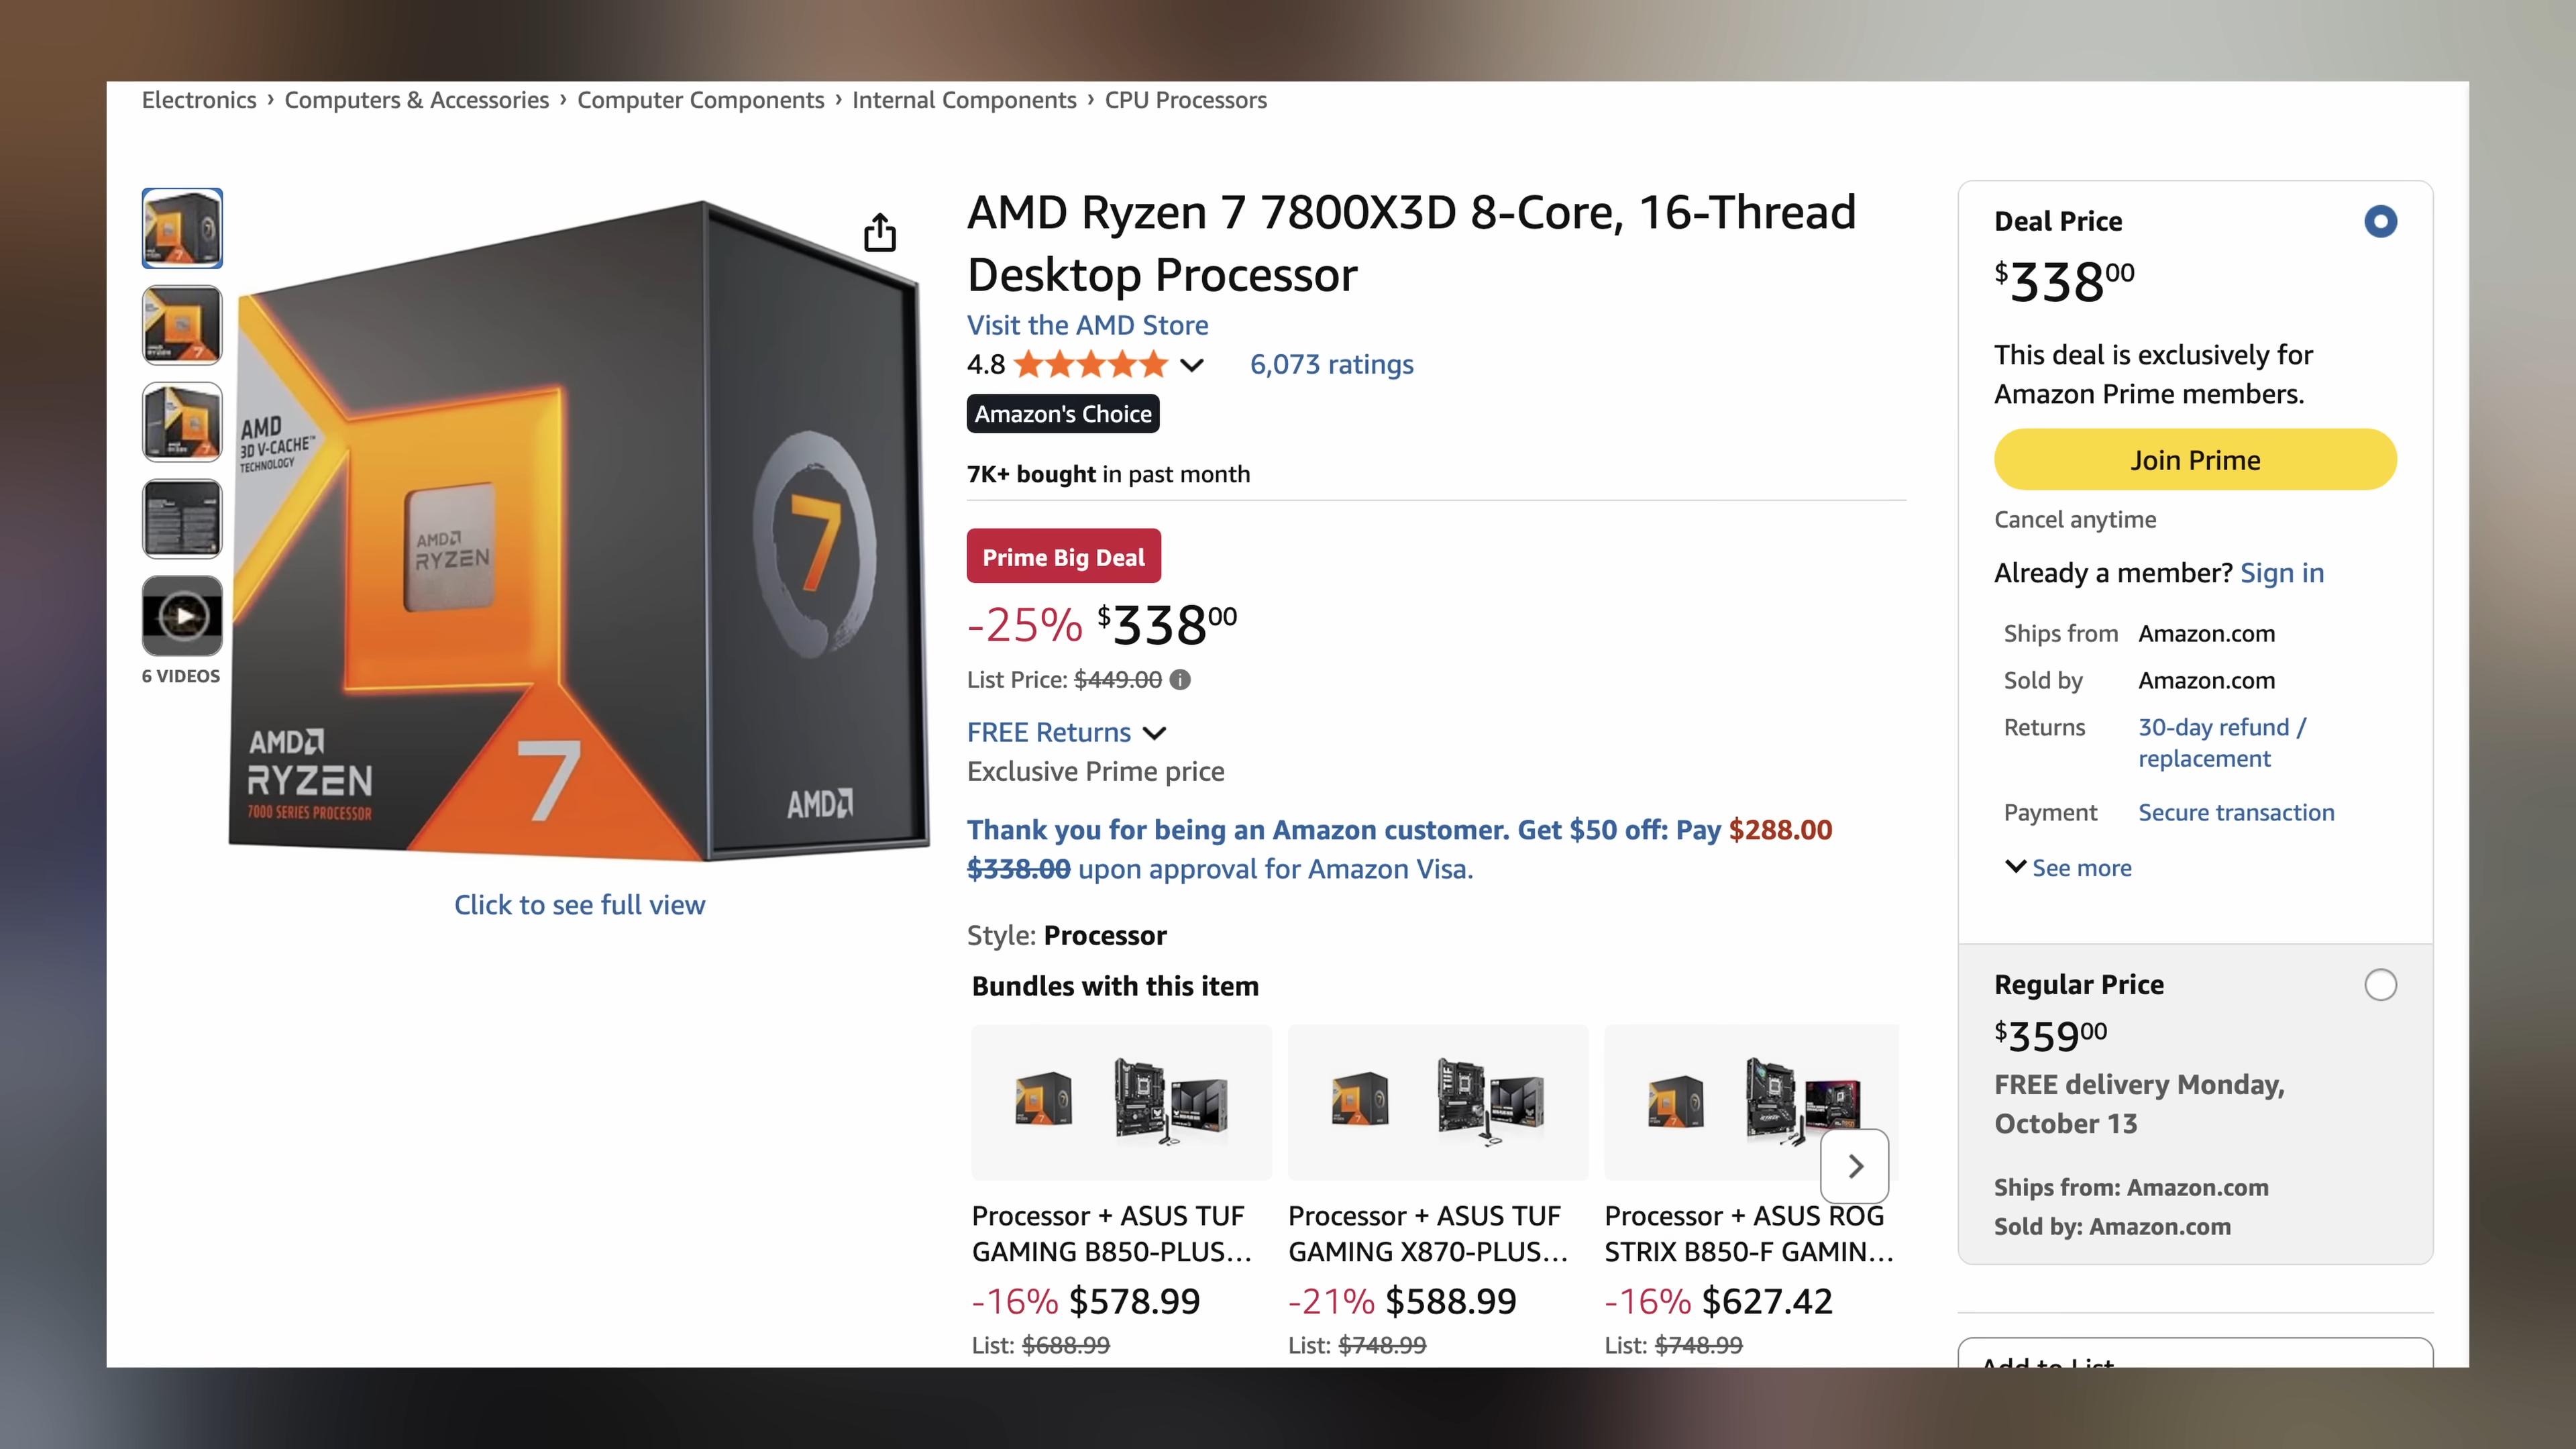 Electronics › Computers & Accessories › Computer Components › Internal Components › CPU Processors
6 VIDEOS
AMD
3D V-CACHE™
TECHNOLOGY
AMD
RYZEN
7
AMD
RYZEN
7000 SERIES PROCESSOR
7
AMD
Click to see full view
AMD Ryzen 7 7800X3D 8-Core, 16-Thread
Desktop Processor
Visit the AMD Store
4.8 6,073 ratings
Amazon's Choice
7K+ bought in past month
Prime Big Deal
-25% $33800
List Price: $449.00
FREE Returns
Exclusive Prime price
Thank you for being an Amazon customer. Get $50 off: Pay $288.00
$338.00 upon approval for Amazon Visa.
Style: Processor
Bundles with this item
Processor + ASUS TUF
GAMING B850-PLUS...
-16% $578.99
List: $688.99
Processor + ASUS TUF
GAMING X870-PLUS...
-21% $588.99
List: $748.99
Processor + ASUS ROG
STRIX B850-F GAMIN...
-16% $627.42
List: $748.99
Deal Price
$33800
This deal is exclusively for
Amazon Prime members.
Join Prime
Cancel anytime
Already a member? Sign in
Ships from Amazon.com
Sold by Amazon.com
Returns 30-day refund /
replacement
Payment Secure transaction
See more
Regular Price
$35900
FREE delivery Monday,
October 13
Ships from: Amazon.com
Sold by: Amazon.com
Add to List